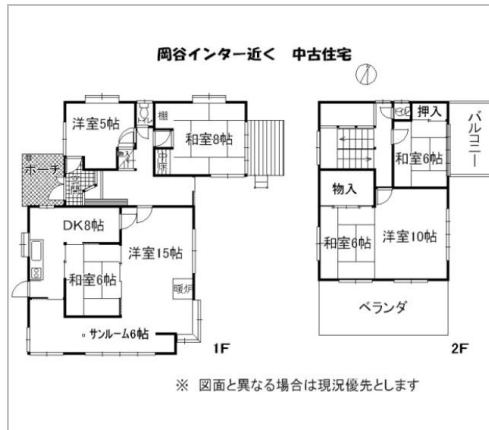 岡谷インター近く 中古住宅
洋室5帖
棚
和室8帖
押入
バルコニー
和室6帖
ポーチ
物入
DK8帖
洋室15帖
和室6帖
洋室10帖
和室6帖
暖炉
ベランダ
サンルーム6帖
1F
2F
※ 図面と異なる場合は現況優先とします